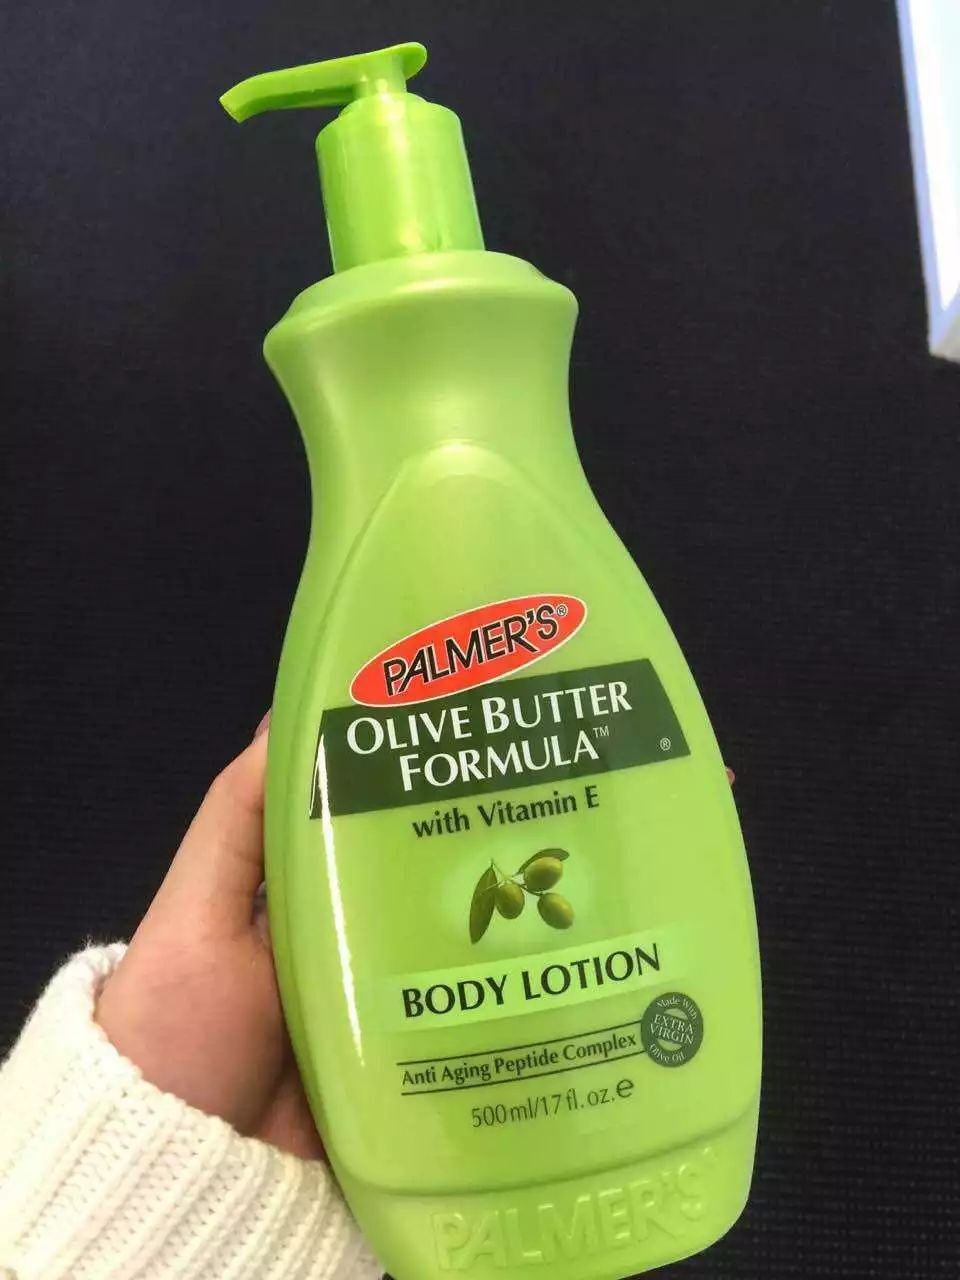 PALMER'S®
OLIVE BUTTER
FORMULA™ ®
with Vitamin E
BODY LOTION
Made With
EXTRA
VIRGIN
Olive Oil
Anti Aging Peptide Complex
500ml/17 fl.oz.e
PALMER'S